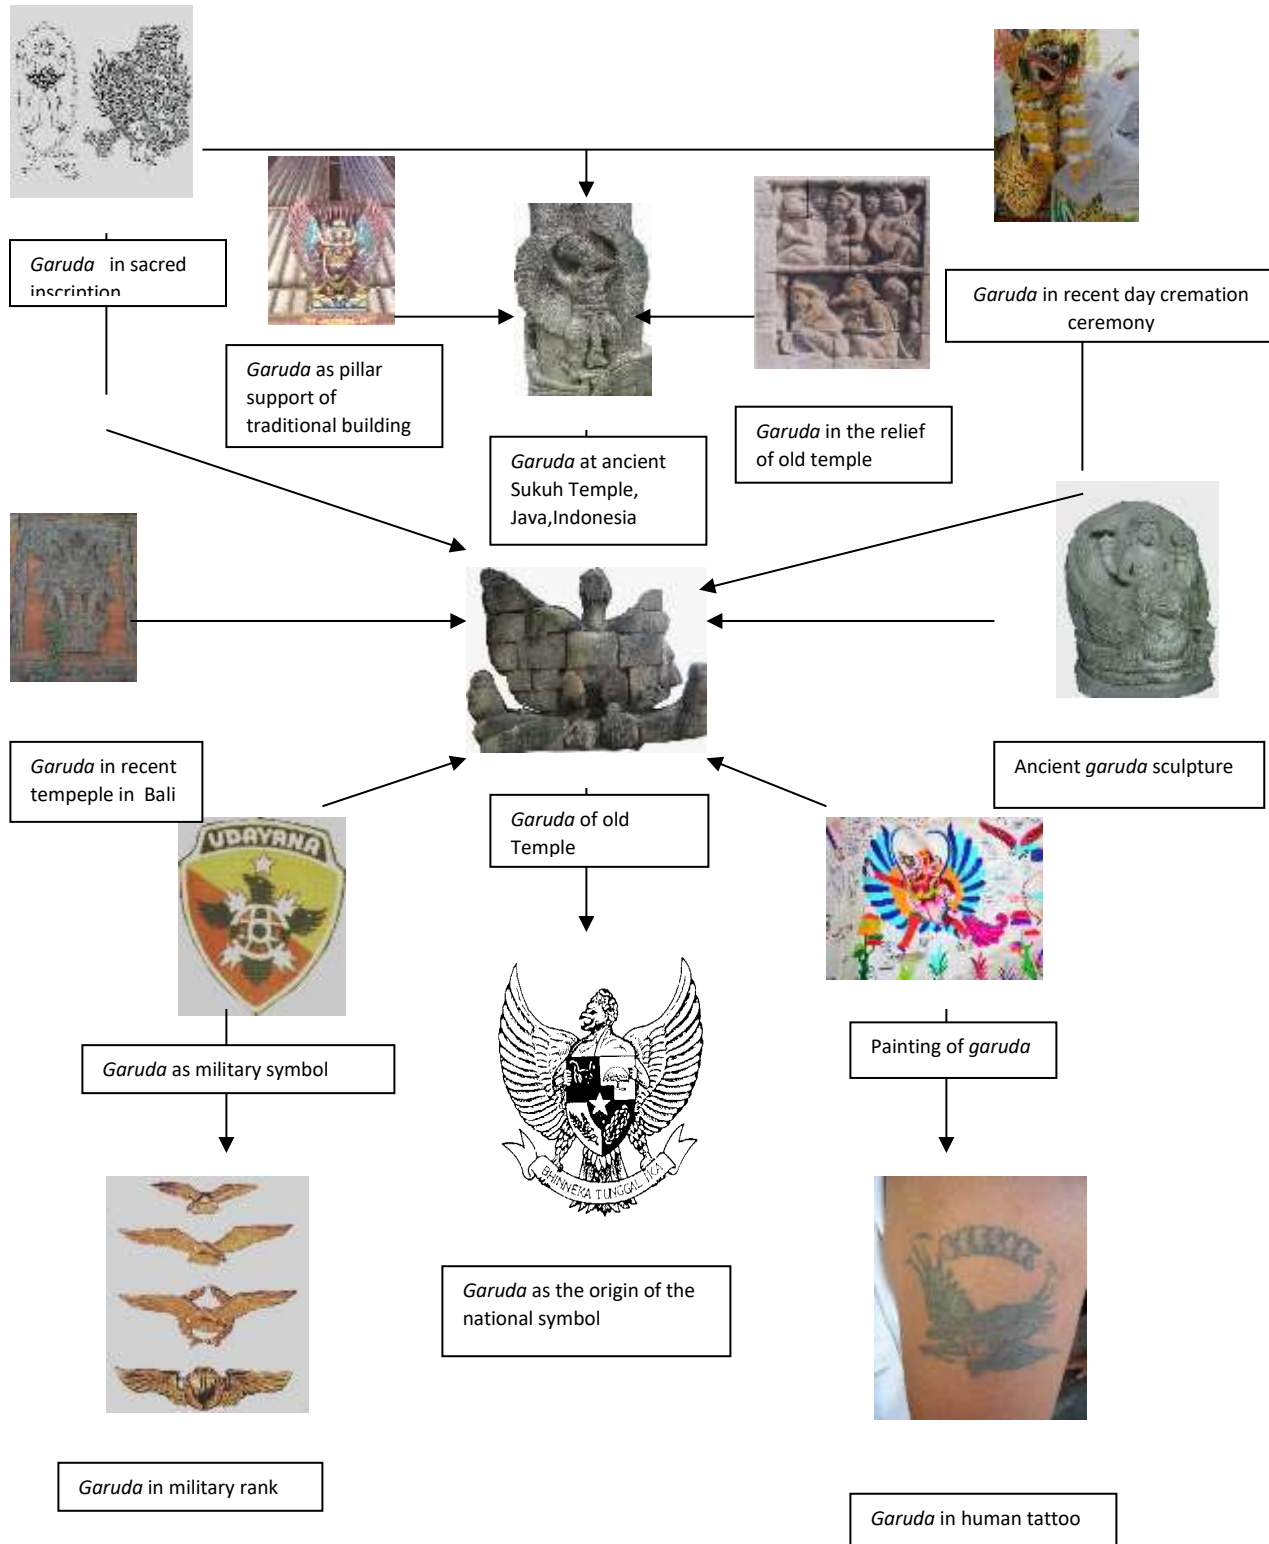 Garuda in sacred
inscription
Garuda in recent day cremation
ceremony
Garuda as pillar
support of
traditional building
Garuda in the relief
of old temple
Garuda at ancient
Sukuh Temple,
Java,Indonesia
Garuda in recent
tempeple in Bali
Ancient garuda sculpture
Garuda of old
Temple
UDAYANA
Garuda as military symbol
Painting of garuda
BHINNEKA TUNGGAL IKA
Garuda as the origin of the
national symbol
Garuda in military rank
Garuda in human tattoo